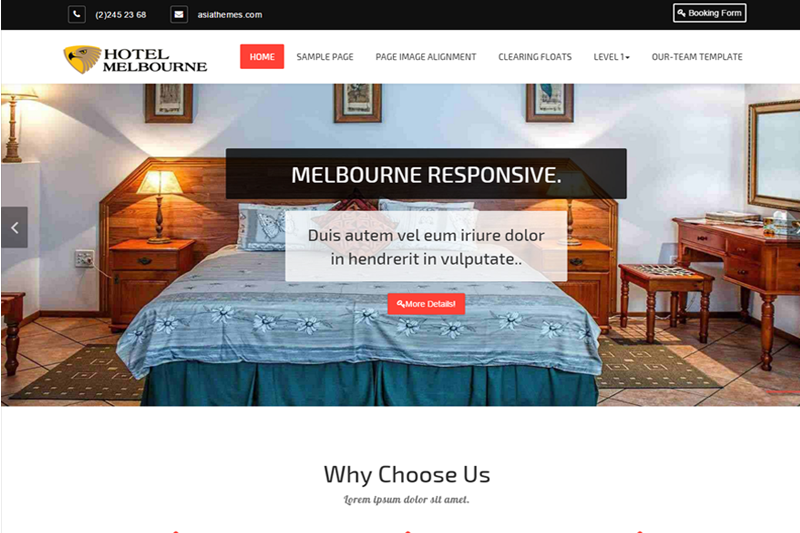 (2)245 23 68
asiathemes.com
Booking Form
HOTEL
MELBOURNE
HOME
SAMPLE PAGE
PAGE IMAGE ALIGNMENT
CLEARING FLOATS
LEVEL 1
OUR-TEAM TEMPLATE
MELBOURNE RESPONSIVE.
Duis autem vel eum iriure dolor
in hendrerit in vulputate..
More Details!
Why Choose Us
Lorem ipsum dolor sit amet.